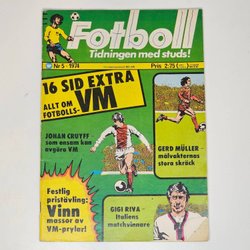 Fotboll
Tidningen med studs!
Nr 5 - 1974
Pris 2:75
16 SID EXTRA
ALLT OM
FOTBOLLS-
VM
JOHAN CRUYFF
som ensam kan
avgöra VM
GERD MÜLLER-
målvakternas
stora skräck
Festlig
pristävling:
Vinn
massor av
VM-prylar!
GIGI RIVA
Italiens
matchvinnare